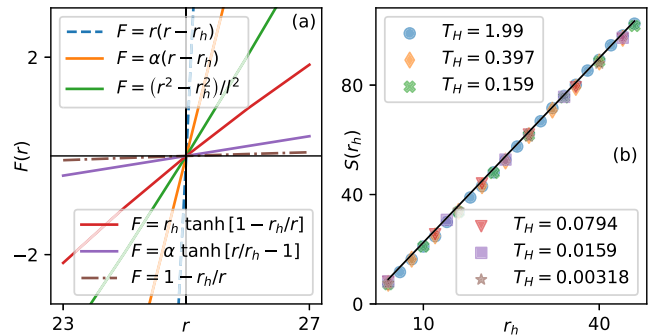 (a)
F = r(r − r_h)
F = α(r − r_h)
F = (r² − r_h²)/l²
F = r_h tanh [1 − r_h/r]
F = α tanh [r/r_h − 1]
F = 1 − r_h/r
F(r)
2
−2
23
r
27
T_H = 1.99
T_H = 0.397
T_H = 0.159
(b)
T_H = 0.0794
T_H = 0.0159
T_H = 0.00318
S(r_h)
80
40
0
10
r_h
40